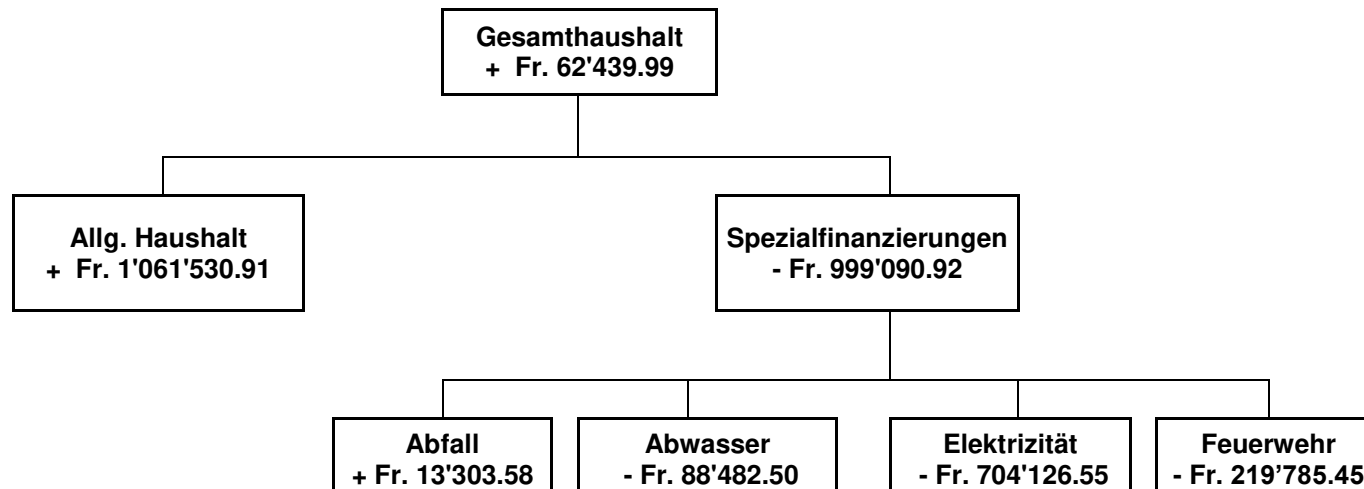 Gesamthaushalt
+ Fr. 62'439.99
Allg. Haushalt
+ Fr. 1'061'530.91
Spezialfinanzierungen
- Fr. 999'090.92
Abfall
+ Fr. 13'303.58
Abwasser
- Fr. 88'482.50
Elektrizität
- Fr. 704'126.55
Feuerwehr
- Fr. 219’785.45